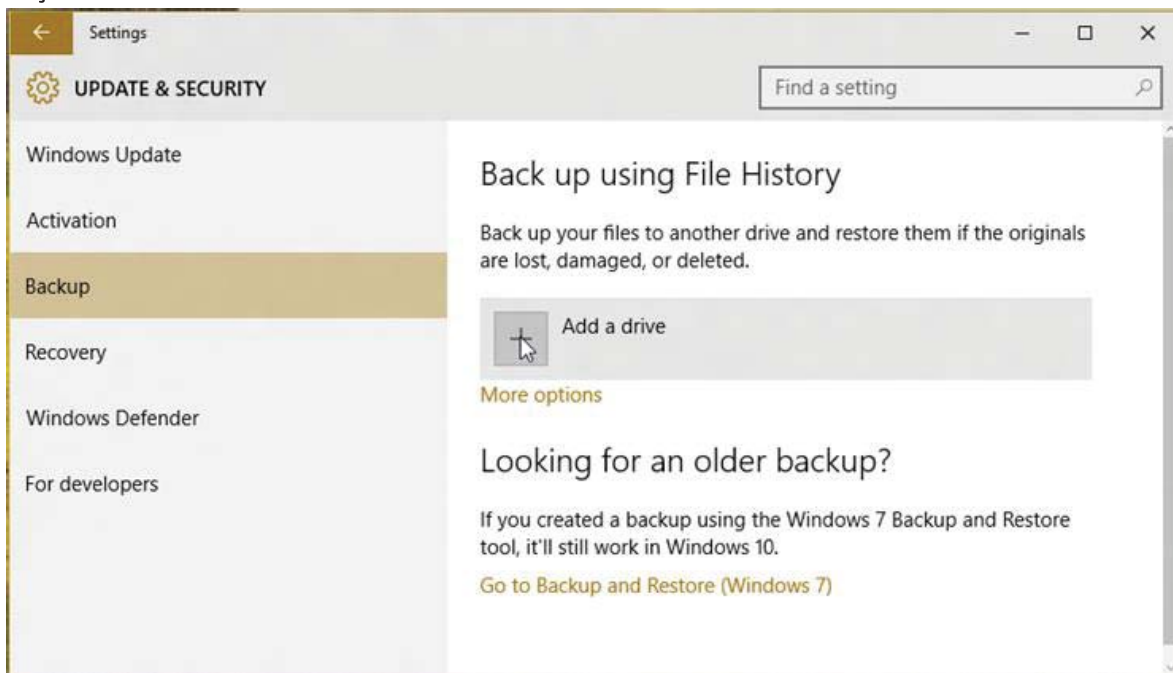 Settings
UPDATE & SECURITY
Find a setting
Windows Update
Activation
Backup
Recovery
Windows Defender
For developers
Back up using File History
Back up your files to another drive and restore them if the originals
are lost, damaged, or deleted.
Add a drive
More options
Looking for an older backup?
If you created a backup using the Windows 7 Backup and Restore
tool, it'll still work in Windows 10.
Go to Backup and Restore (Windows 7)